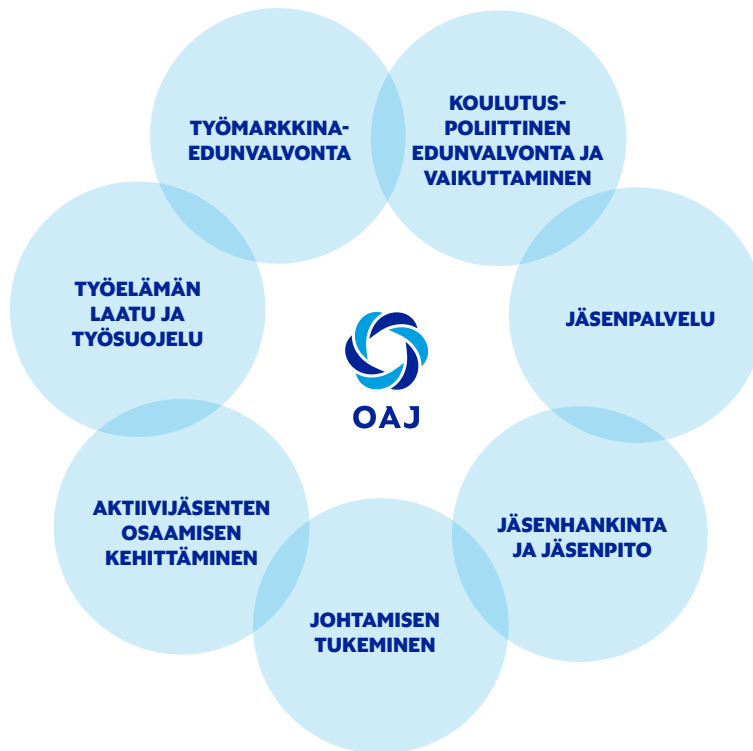 TYÖMARKKINA-
EDUNVALVONTA
KOULUTUS-
POLIITTINEN
EDUNVALVONTA JA
VAIKUTTAMINEN
JÄSENPALVELU
JÄSENHANKINTA
JA JÄSENPITO
JOHTAMISEN
TUKEMINEN
AKTIIVIJÄSENTEN
OSAAMISEN
KEHITTÄMINEN
TYÖELÄMÄN
LAATU JA
TYÖSUOJELU
OAJ